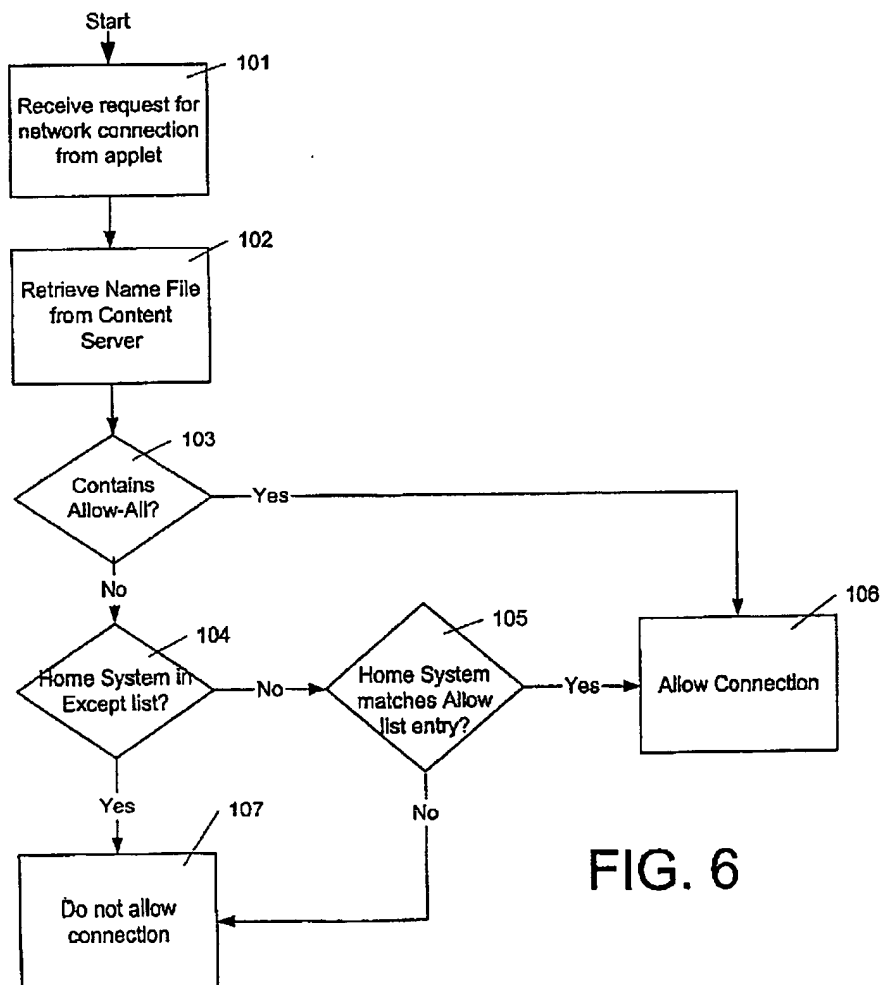 Start
101
Receive request for
network connection
from applet
102
Retrieve Name File
from Content
Server
103
Contains
Allow-All?
Yes
No
104
Home System in
Except list?
No
105
Home System
matches Allow
list entry?
Yes
106
Allow Connection
Yes
No
107
Do not allow
connection
FIG. 6